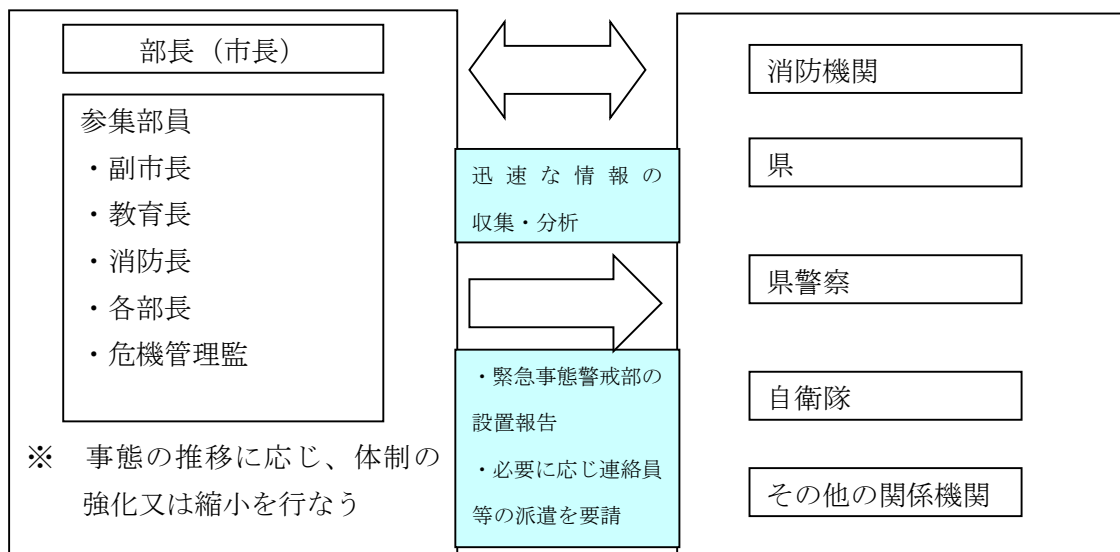 部長（市長）
参集部員
・副市長
・教育長
・消防長
・各部長
・危機管理監
※　事態の推移に応じ、体制の
強化又は縮小を行なう
迅速な情報の
収集・分析
・緊急事態警戒部の
設置報告
・必要に応じ連絡員
等の派遣を要請
消防機関
県
県警察
自衛隊
その他の関係機関